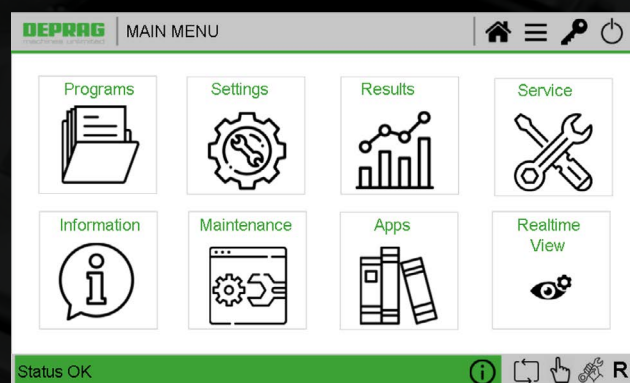 DEPRAG
machines unlimited
MAIN MENU
Programs
Settings
Results
Service
Information
Maintenance
Apps
Realtime
View
Status OK
R